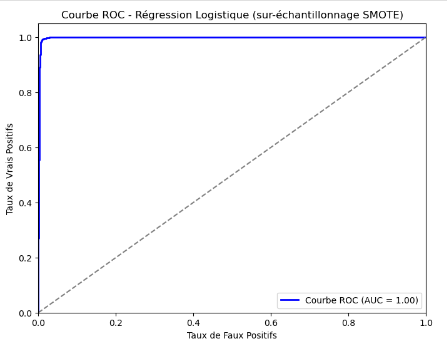 Courbe ROC - Régression Logistique (sur-échantillonnage SMOTE)
Taux de Vrais Positifs
1.0
0.8
0.6
0.4
0.2
0.0
0.0 0.2 0.4 0.6 0.8 1.0
Taux de Faux Positifs
Courbe ROC (AUC = 1.00)